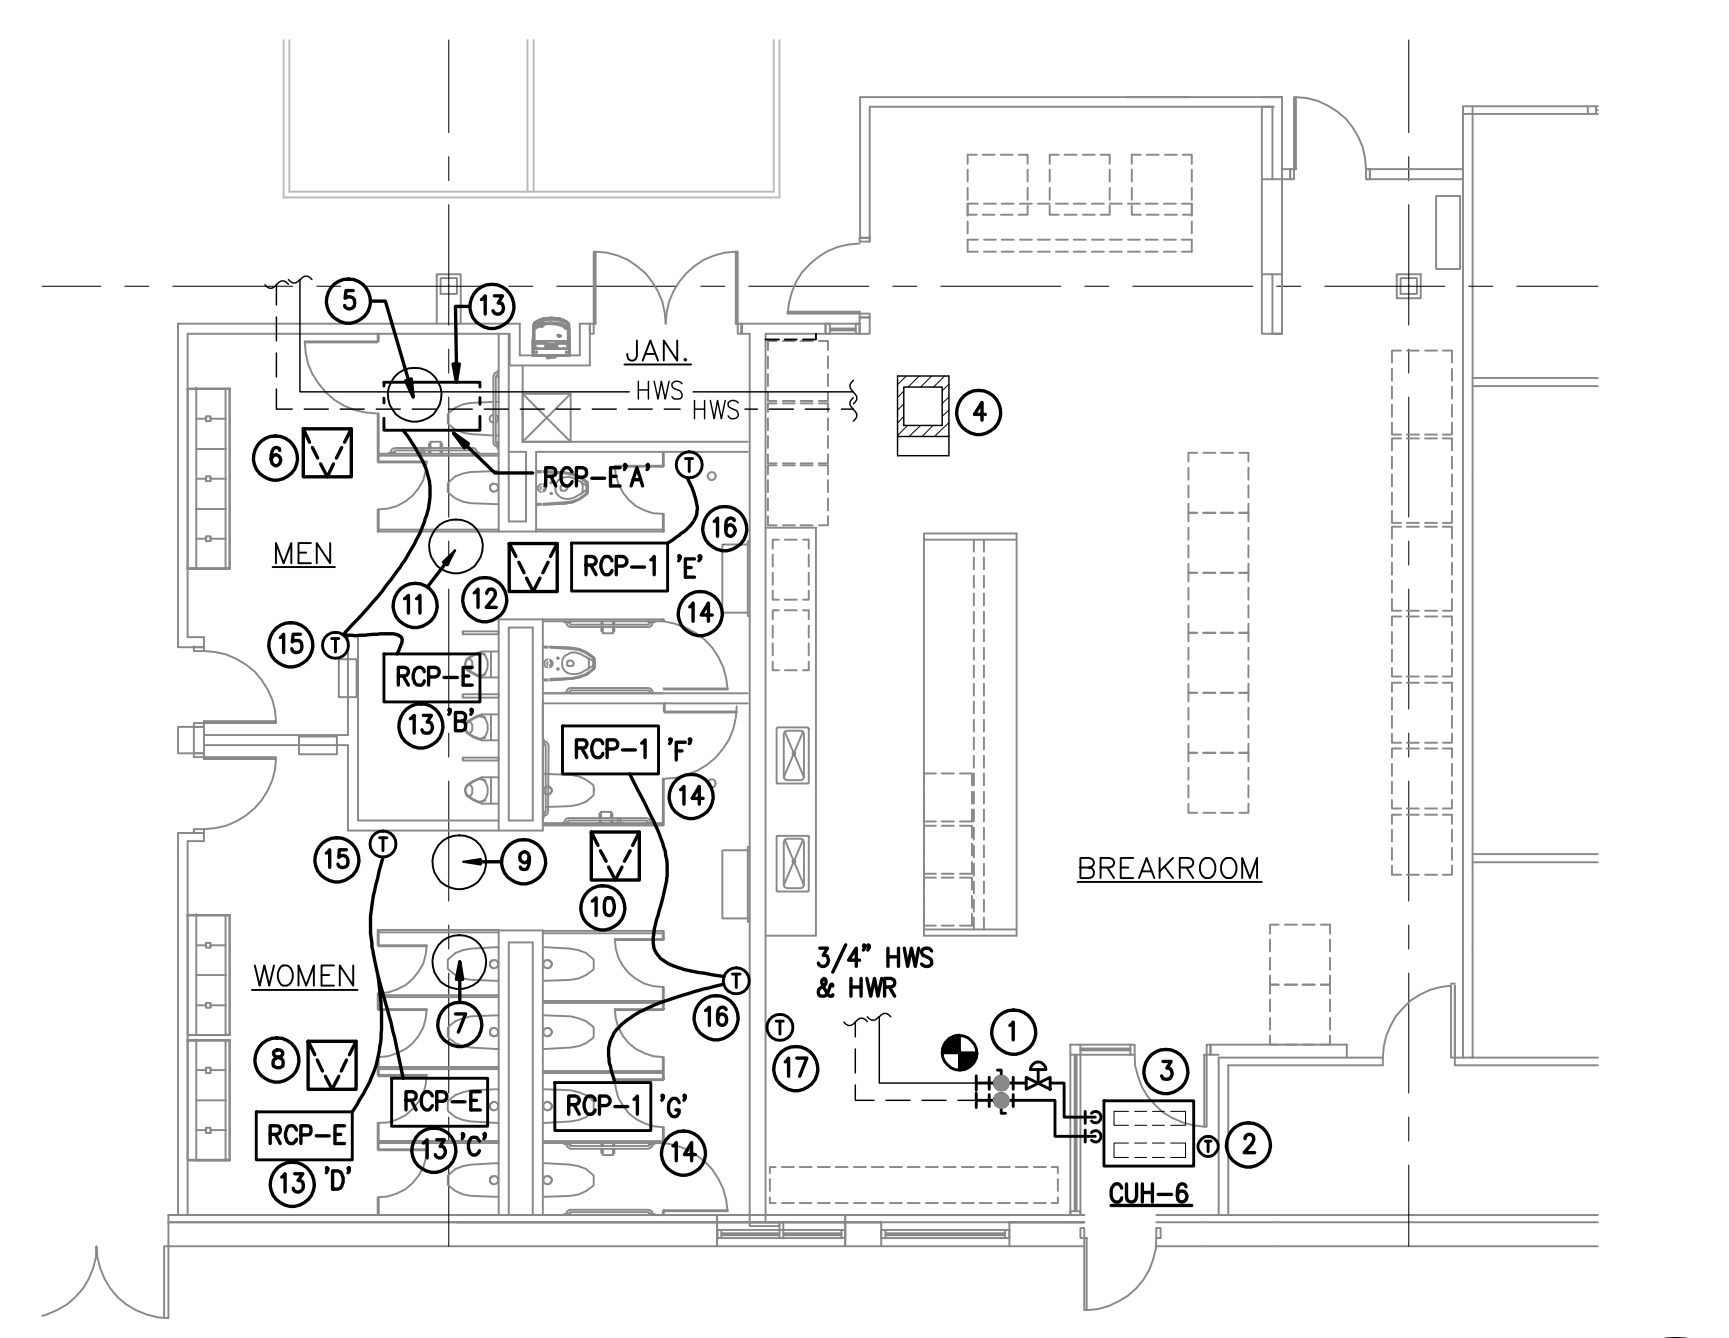 5
13
JAN.
HWS
HWS
4
6
RCP-E'A'
T
16
MEN
RCP-1 'E'
11
12
14
15
T
RCP-E
13 'B'
RCP-1 'F'
14
15
T
9
BREAKROOM
10
3/4" HWS
& HWR
WOMEN
T
16
7
T
1
17
8
3
RCP-E
13 'C'
RCP-1 'G'
14
RCP-E
13 'D'
T
2
CUH-6